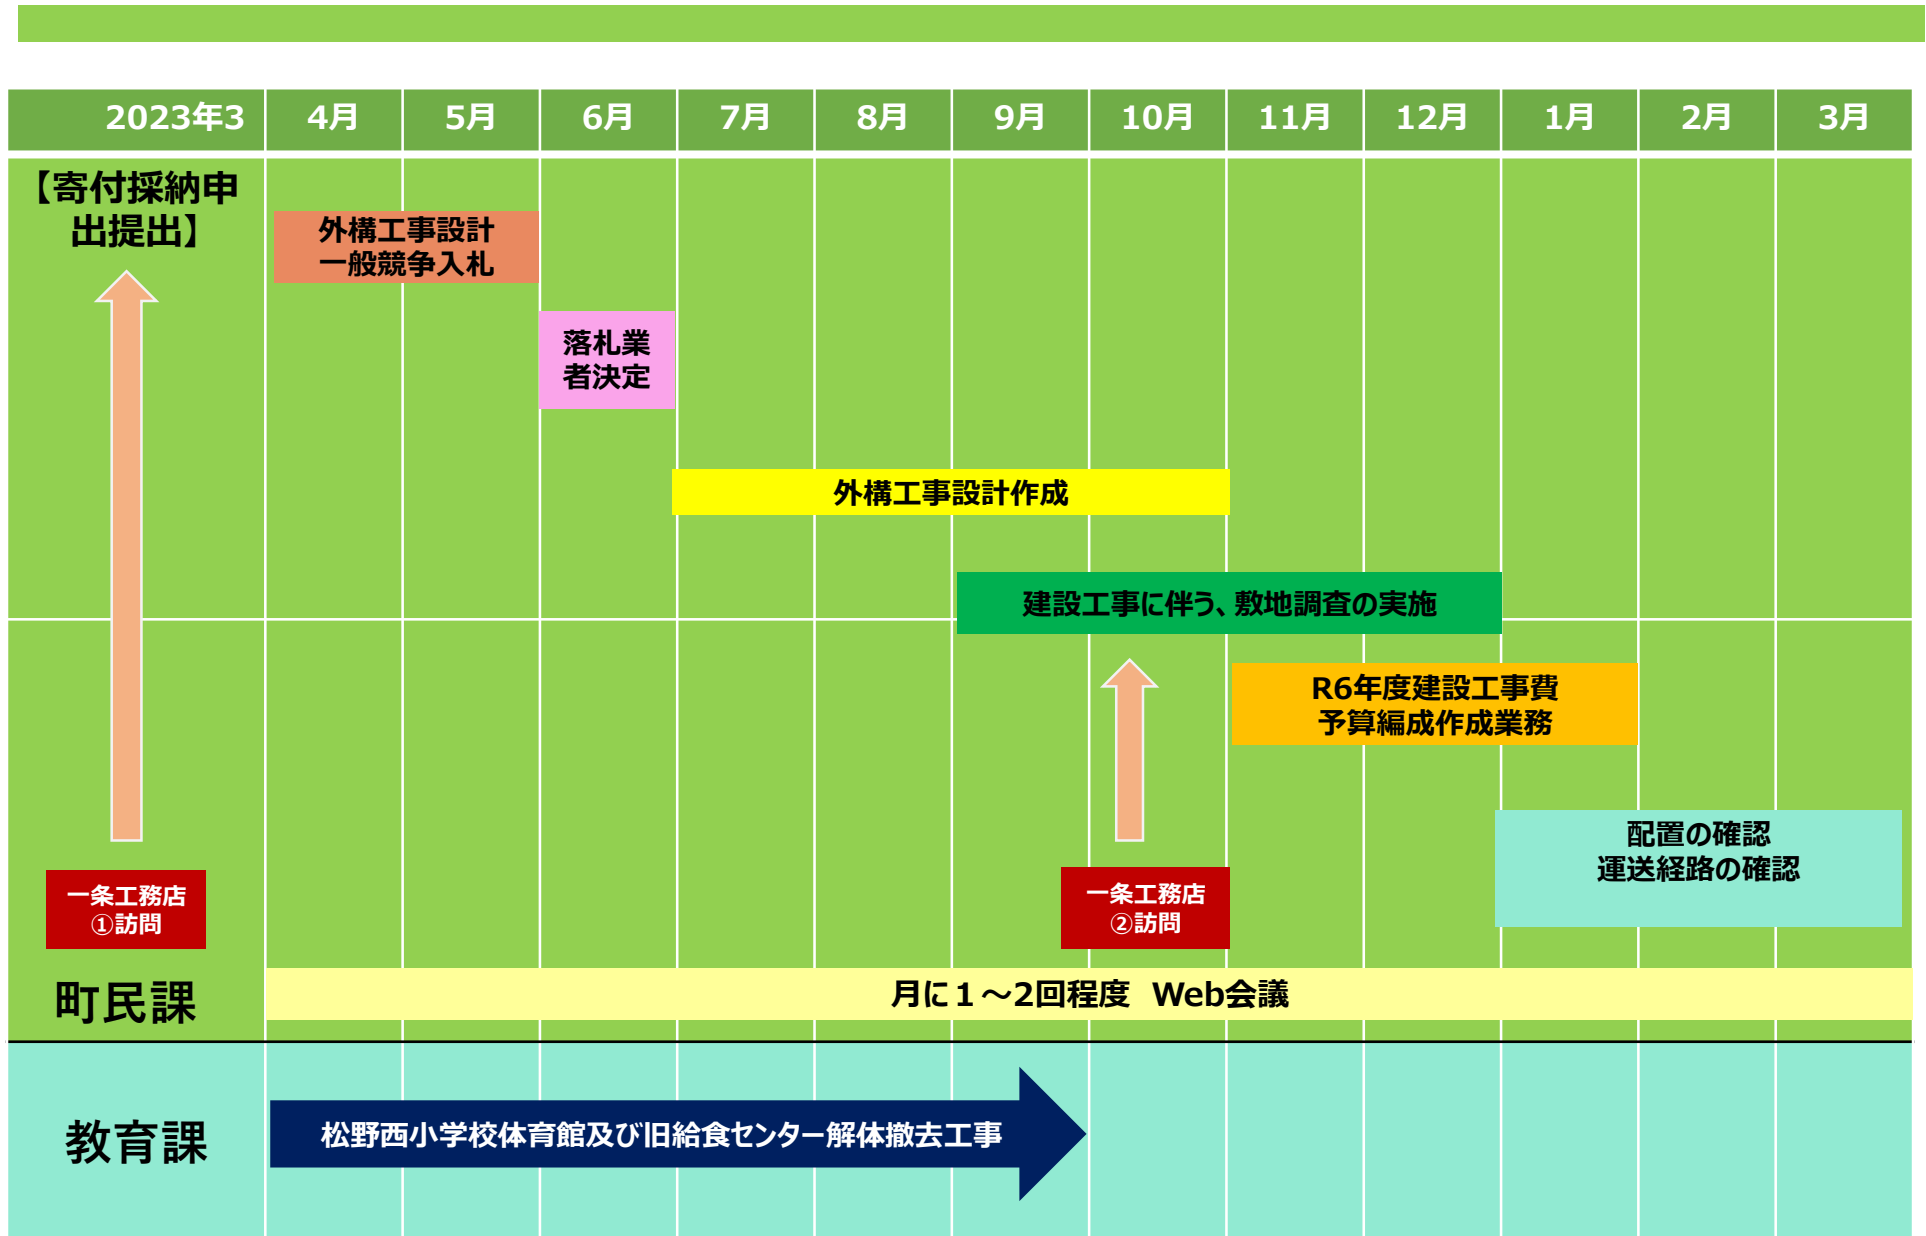 2023年3
4月
5月
6月
7月
8月
9月
10月
11月
12月
1月
2月
3月
【寄付採納申
出提出】
外構工事設計
一般競争入札
落札業
者決定
外構工事設計作成
建設工事に伴う、敷地調査の実施
R6年度建設工事費
予算編成作成業務
配置の確認
運送経路の確認
一条工務店
①訪問
一条工務店
②訪問
町民課
月に１～2回程度 Web会議
教育課
松野西小学校体育館及び旧給食センター解体撤去工事